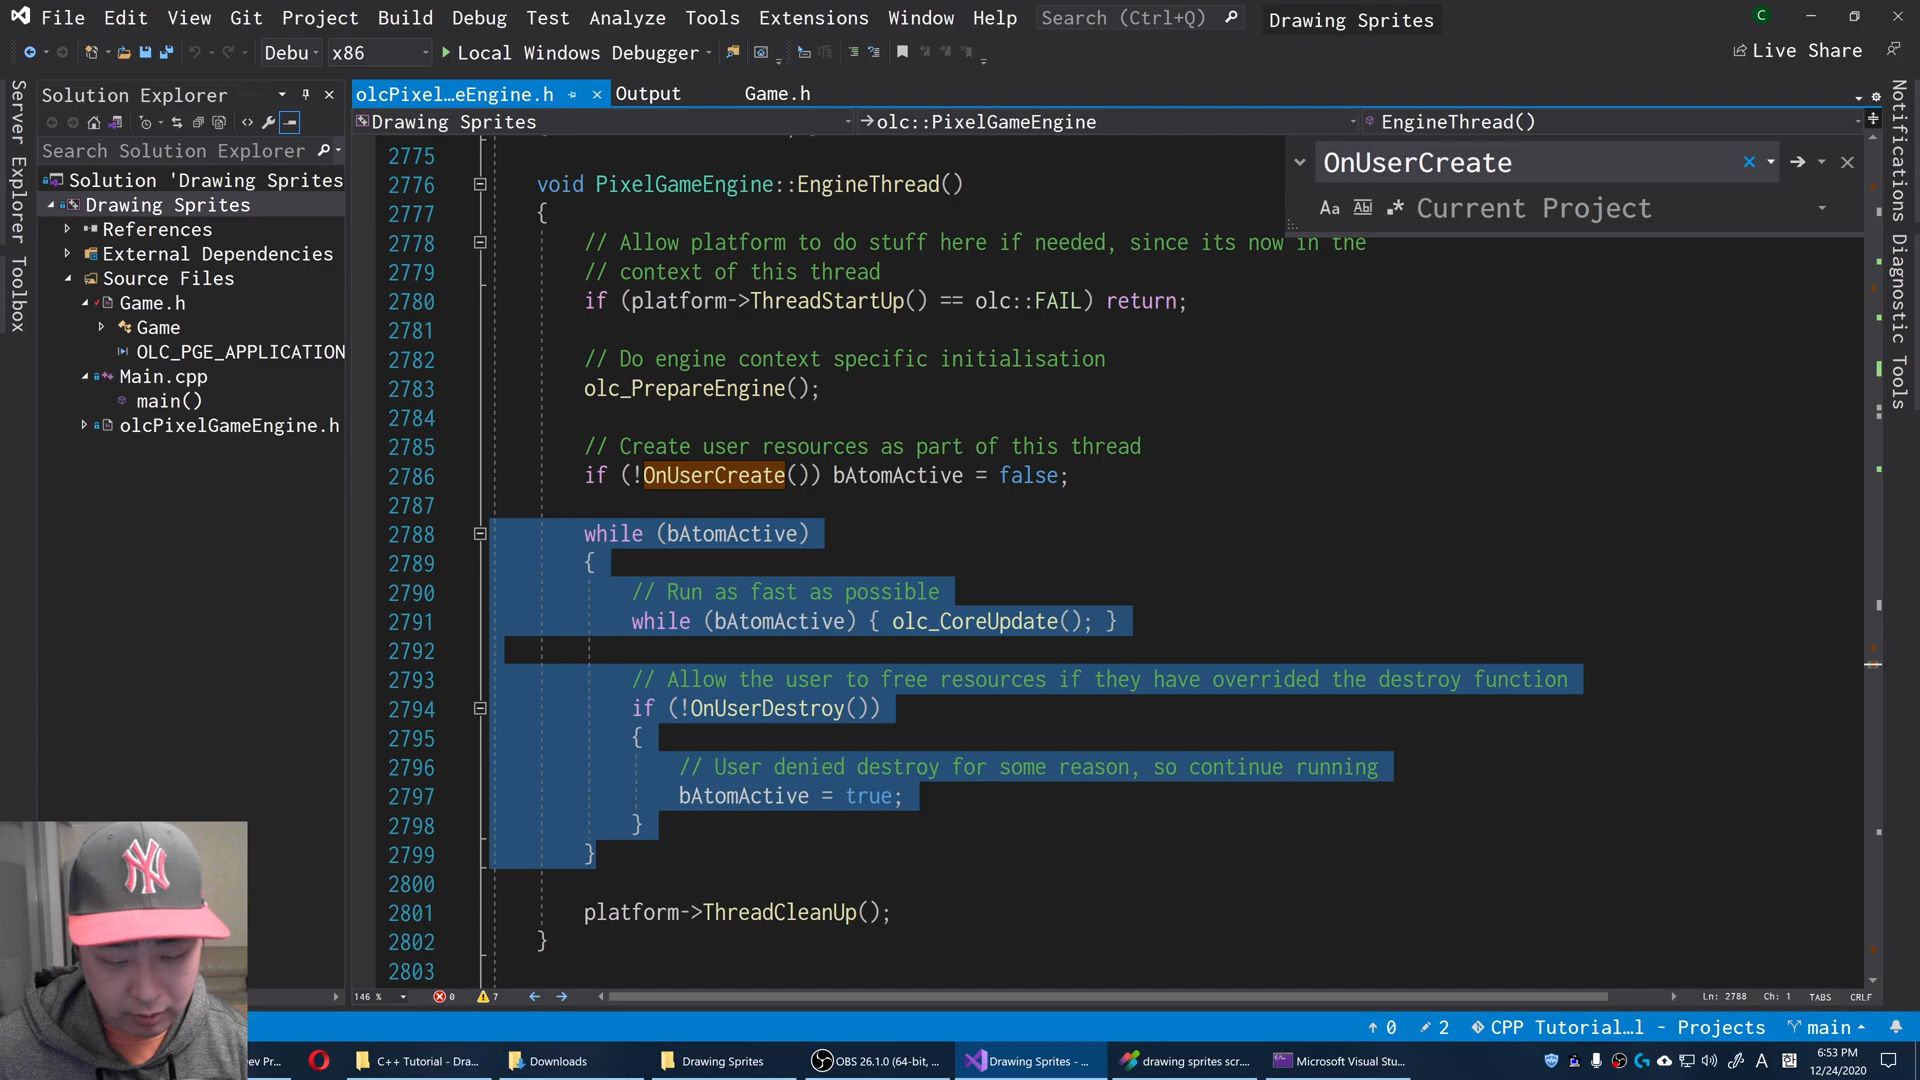 File Edit View Git Project Build Debug Test Analyze Tools Extensions Window Help Search (Ctrl+Q) Drawing Sprites C
Debu x86 Local Windows Debugger Live Share
Server Explorer Toolbox
Solution Explorer
Search Solution Explorer
Solution 'Drawing Sprites
Drawing Sprites
References
External Dependencies
Source Files
Game.h
Game
OLC_PGE_APPLICATION
Main.cpp
main()
olcPixelGameEngine.h
olcPixel…eEngine.h Output Game.h
Drawing Sprites olc::PixelGameEngine EngineThread()
OnUserCreate
Aa Abl Current Project
2775
2776 void PixelGameEngine::EngineThread()
2777 {
2778 // Allow platform to do stuff here if needed, since its now in the
2779 // context of this thread
2780 if (platform->ThreadStartUp() == olc::FAIL) return;
2781
2782 // Do engine context specific initialisation
2783 olc_PrepareEngine();
2784
2785 // Create user resources as part of this thread
2786 if (!OnUserCreate()) bAtomActive = false;
2787
2788 while (bAtomActive)
2789 {
2790 // Run as fast as possible
2791 while (bAtomActive) { olc_CoreUpdate(); }
2792
2793 // Allow the user to free resources if they have overrided the destroy function
2794 if (!OnUserDestroy())
2795 {
2796 // User denied destroy for some reason, so continue running
2797 bAtomActive = true;
2798 }
2799 }
2800
2801 platform->ThreadCleanUp();
2802 }
2803
Notifications Diagnostic Tools
146 % 0 7 Ln: 2788 Ch: 1 TABS CRLF
0 2 CPP Tutorial…l - Projects main
NY
ev Pr... C++ Tutorial - Dra... Downloads Drawing Sprites OBS 26.1.0 (64-bit, ... Drawing Sprites - ... drawing sprites scr... Microsoft Visual Stu... A 한 6:53 PM
12/24/2020